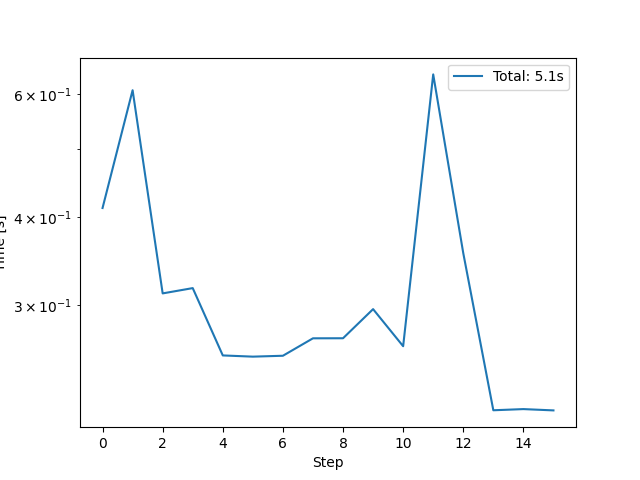 Total: 5.1s
6 × 10⁻¹
4 × 10⁻¹
3 × 10⁻¹
Time [s]
0 2 4 6 8 10 12 14
Step